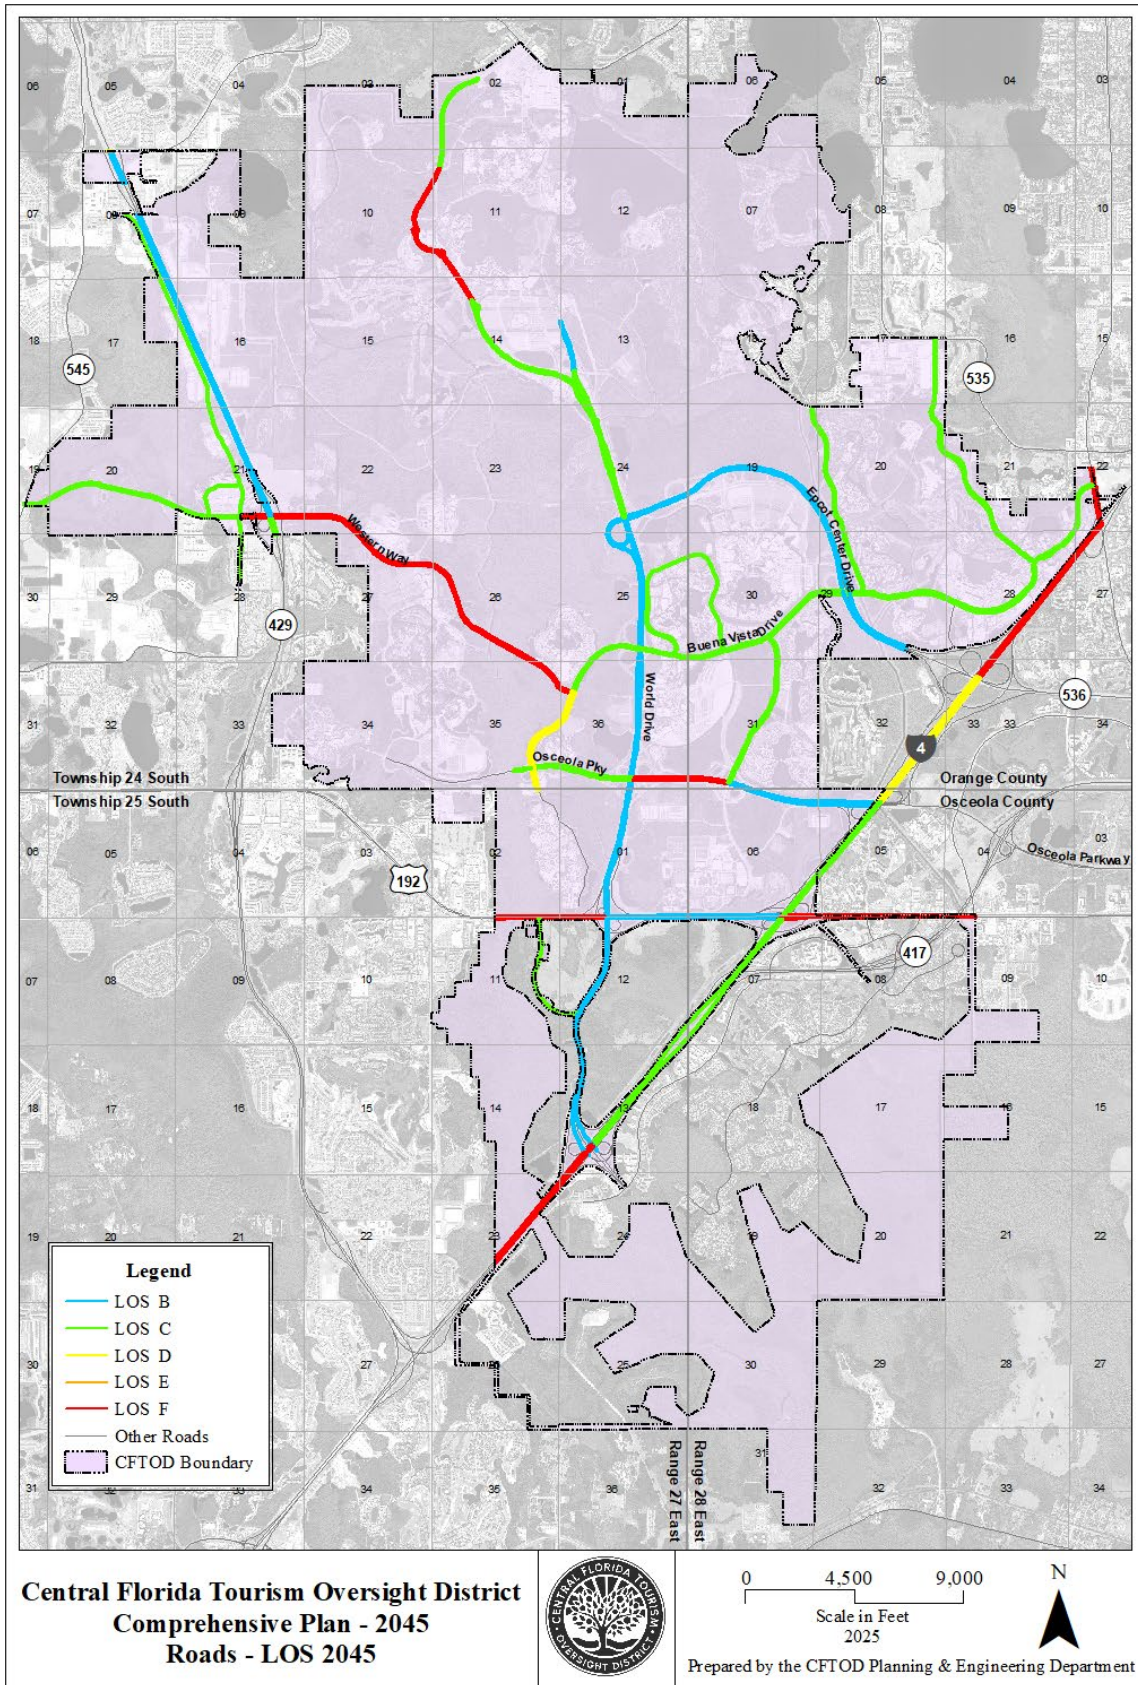 06 05 04 03 02 01 06 05 04 03
07 09 08 10 11 12 07 08 09 10
18 17 16 15 14 13 18 17 16
545
535
19 20 21 22 23 24 19 20 21 22
Western Way
Epcot Center Drive
30 29 28 27 26 25 30 29 28 27
429
Buena Vista Drive
World Drive
536
31 32 33 34 35 36 31 32 33 33 34
4
Osceola Pky
Township 24 South
Orange County
Township 25 South
Osceola County
06 05 04 03 02 01 06 05 04 03
Osceola Parkway
192
417
07 08 09 10 11 12 07 08 09 10
18 17 16 15 14 13 18 17 16 15
19 20 21 22 23 24 19 20 21 22
30 27 26 25 30 29 28 27
31 32 33 34 35 36 31 32 33 34
Range 27 East
Range 28 East
Legend
LOS B
LOS C
LOS D
LOS E
LOS F
Other Roads
CFTOD Boundary
Central Florida Tourism Oversight District
Comprehensive Plan - 2045
Roads - LOS 2045
CENTRAL FLORIDA TOURISM
OVERSIGHT DISTRICT
0 4,500 9,000
Scale in Feet
2025
N
Prepared by the CFTOD Planning & Engineering Department